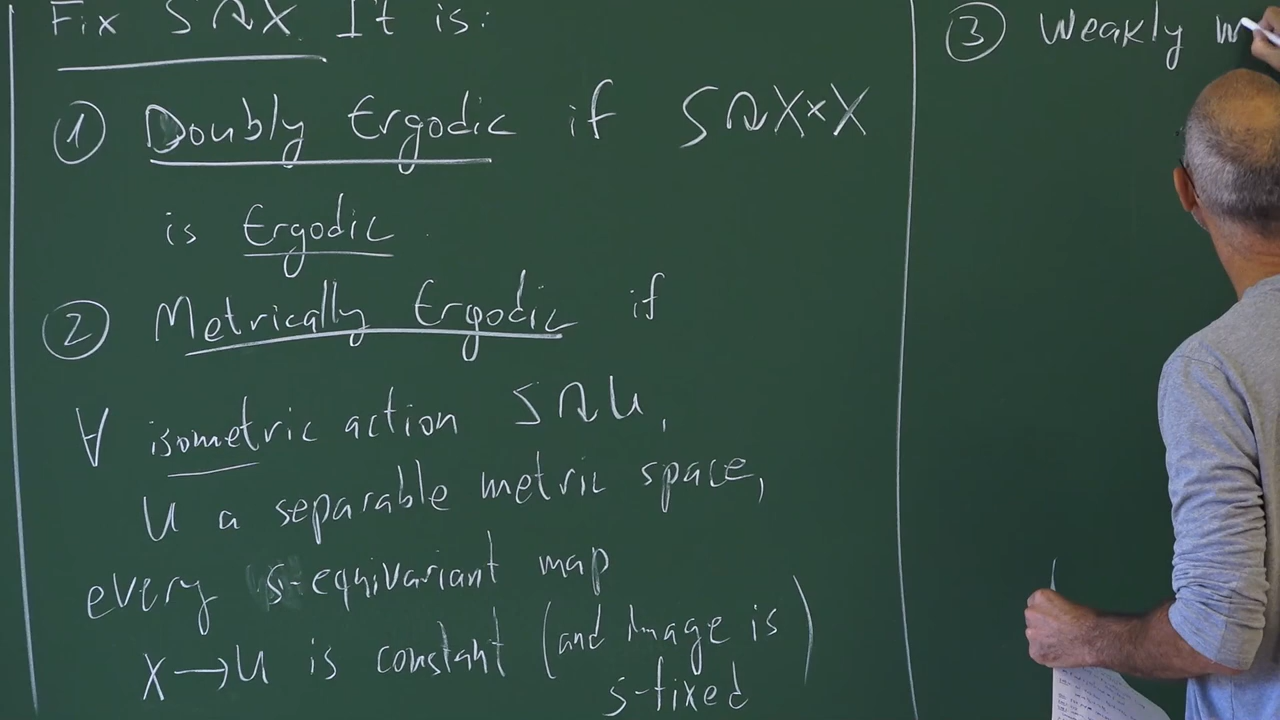 Fix S↷X. It is:
① Doubly Ergodic if S↷X×X
is Ergodic.
② Metrically Ergodic if
∀ isometric action S↷U,
U a separable metric space,
every S-equivariant map
X→U is constant (and image is)
S-fixed
③ Weakly